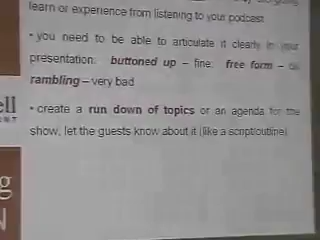 learn or experience from listening to your podcast
• you need to be able to articulate it clearly in your
presentation. buttoned up – fine: free form – ok
rambling – very bad
• create a run down of topics or an agenda for the
show, let the guests know about it (like a script/outline)
ell
g
N